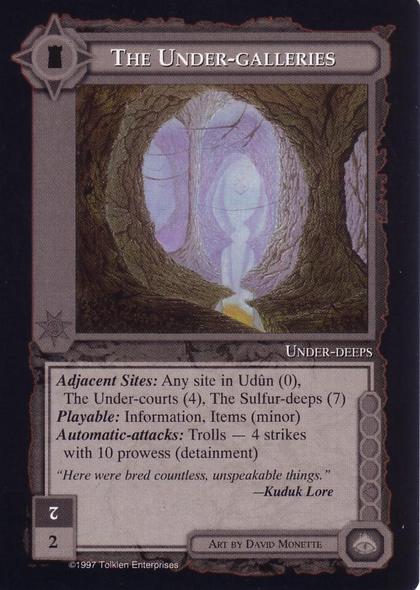 THE UNDER-GALLERIES
UNDER-DEEPS
Adjacent Sites: Any site in Udûn (0),
The Under-courts (4), The Sulfur-deeps (7)
Playable: Information, Items (minor)
Automatic-attacks: Trolls — 4 strikes
with 10 prowess (detainment)
"Here were bred countless, unspeakable things."
—Kuduk Lore
2
2
ART BY DAVID MONETTE
©1997 Tolkien Enterprises